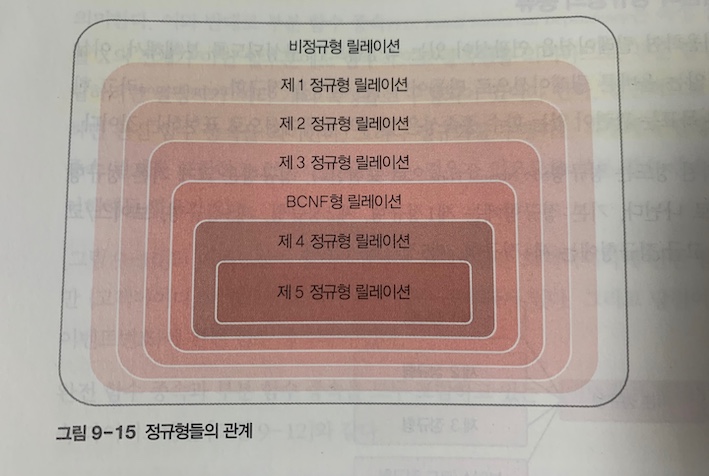 비정규형 릴레이션
제 1 정규형 릴레이션
제 2 정규형 릴레이션
제 3 정규형 릴레이션
BCNF형 릴레이션
제 4 정규형 릴레이션
제 5 정규형 릴레이션
그림 9-15 정규형들의 관계